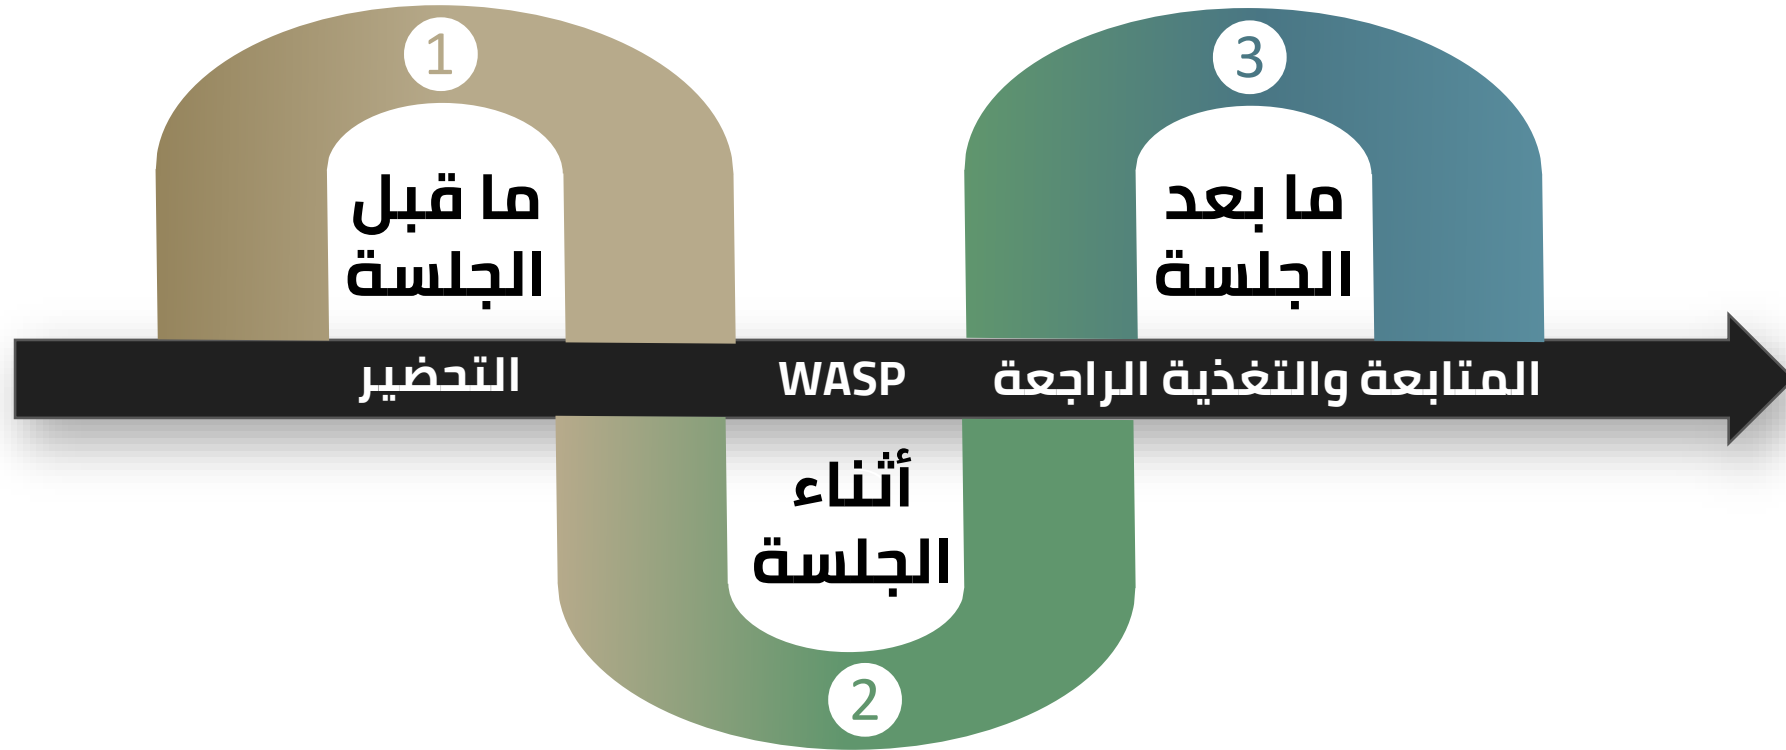 1
ما قبل
الجلسة
التحضير
WASP
أثناء
الجلسة
2
3
ما بعد
الجلسة
المتابعة والتغذية الراجعة